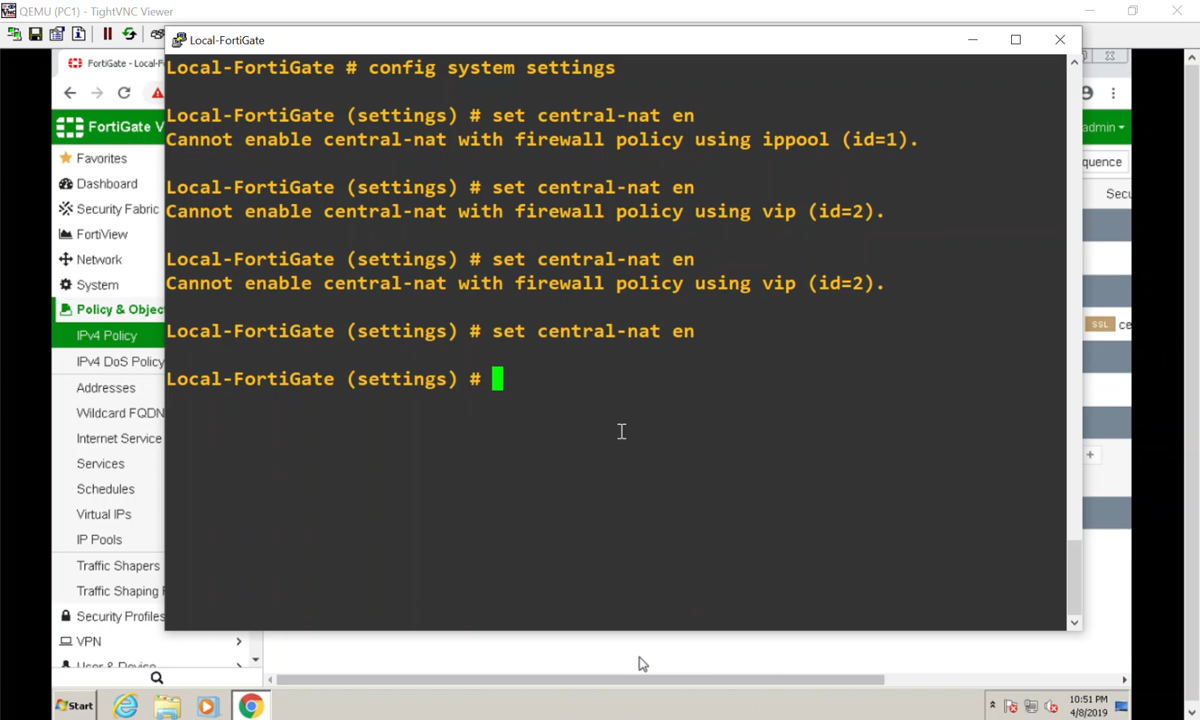 QEMU (PC1) - TightVNC Viewer
Local-FortiGate
FortiGate - Local-F
FortiGate V
admin
quence
Favorites
Dashboard
Security Fabric
FortiView
Network
System
Policy & Objec
IPv4 Policy
IPv4 DoS Policy
Addresses
Wildcard FQDN
Internet Service
Services
Schedules
Virtual IPs
IP Pools
Traffic Shapers
Traffic Shaping
Security Profiles
VPN
User & Device
Secu
SSL
ce
Local-FortiGate # config system settings
Local-FortiGate (settings) # set central-nat en
Cannot enable central-nat with firewall policy using ippool (id=1).
Local-FortiGate (settings) # set central-nat en
Cannot enable central-nat with firewall policy using vip (id=2).
Local-FortiGate (settings) # set central-nat en
Cannot enable central-nat with firewall policy using vip (id=2).
Local-FortiGate (settings) # set central-nat en
Local-FortiGate (settings) #
Start
10:51 PM
4/8/2019